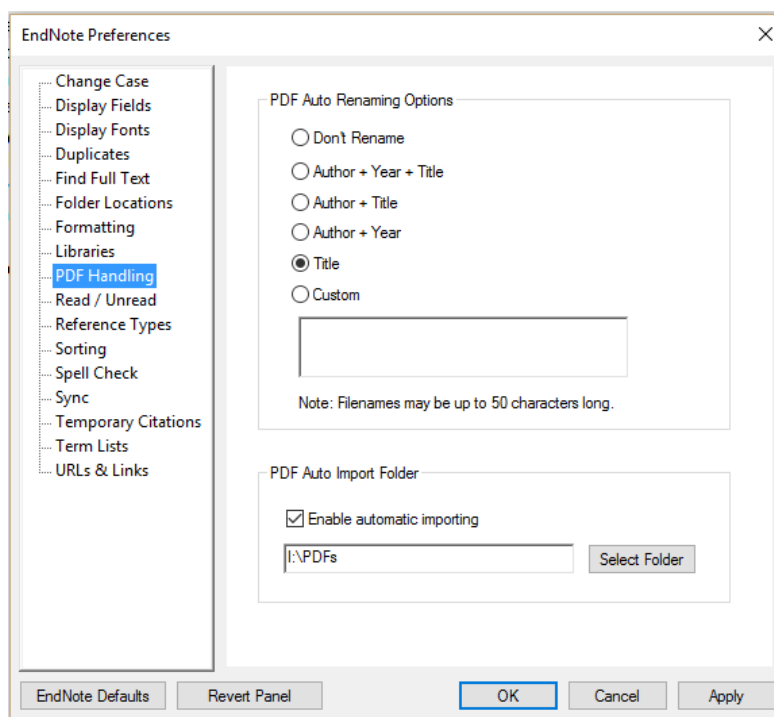 EndNote Preferences
Change Case
Display Fields
Display Fonts
Duplicates
Find Full Text
Folder Locations
Formatting
Libraries
PDF Handling
Read / Unread
Reference Types
Sorting
Spell Check
Sync
Temporary Citations
Term Lists
URLs & Links
PDF Auto Renaming Options
Don't Rename
Author + Year + Title
Author + Title
Author + Year
Title
Custom
Note: Filenames may be up to 50 characters long.
PDF Auto Import Folder
Enable automatic importing
I:\PDFs
Select Folder
EndNote Defaults
Revert Panel
OK
Cancel
Apply